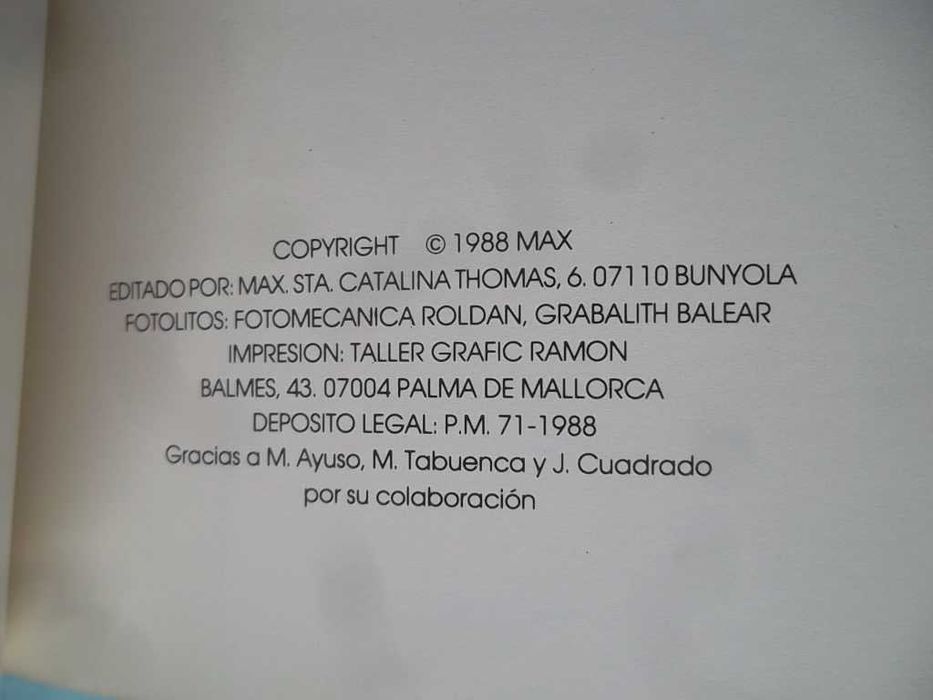 COPYRIGHT © 1988 MAX
EDITADO POR: MAX. STA. CATALINA THOMAS, 6. 07110 BUNYOLA
FOTOLITOS: FOTOMECANICA ROLDAN, GRABALITH BALEAR
IMPRESION: TALLER GRAFIC RAMON
BALMES, 43. 07004 PALMA DE MALLORCA
DEPOSITO LEGAL: P.M. 71-1988
Gracias a M. Ayuso, M. Tabuenca y J. Cuadrado
por su colaboración